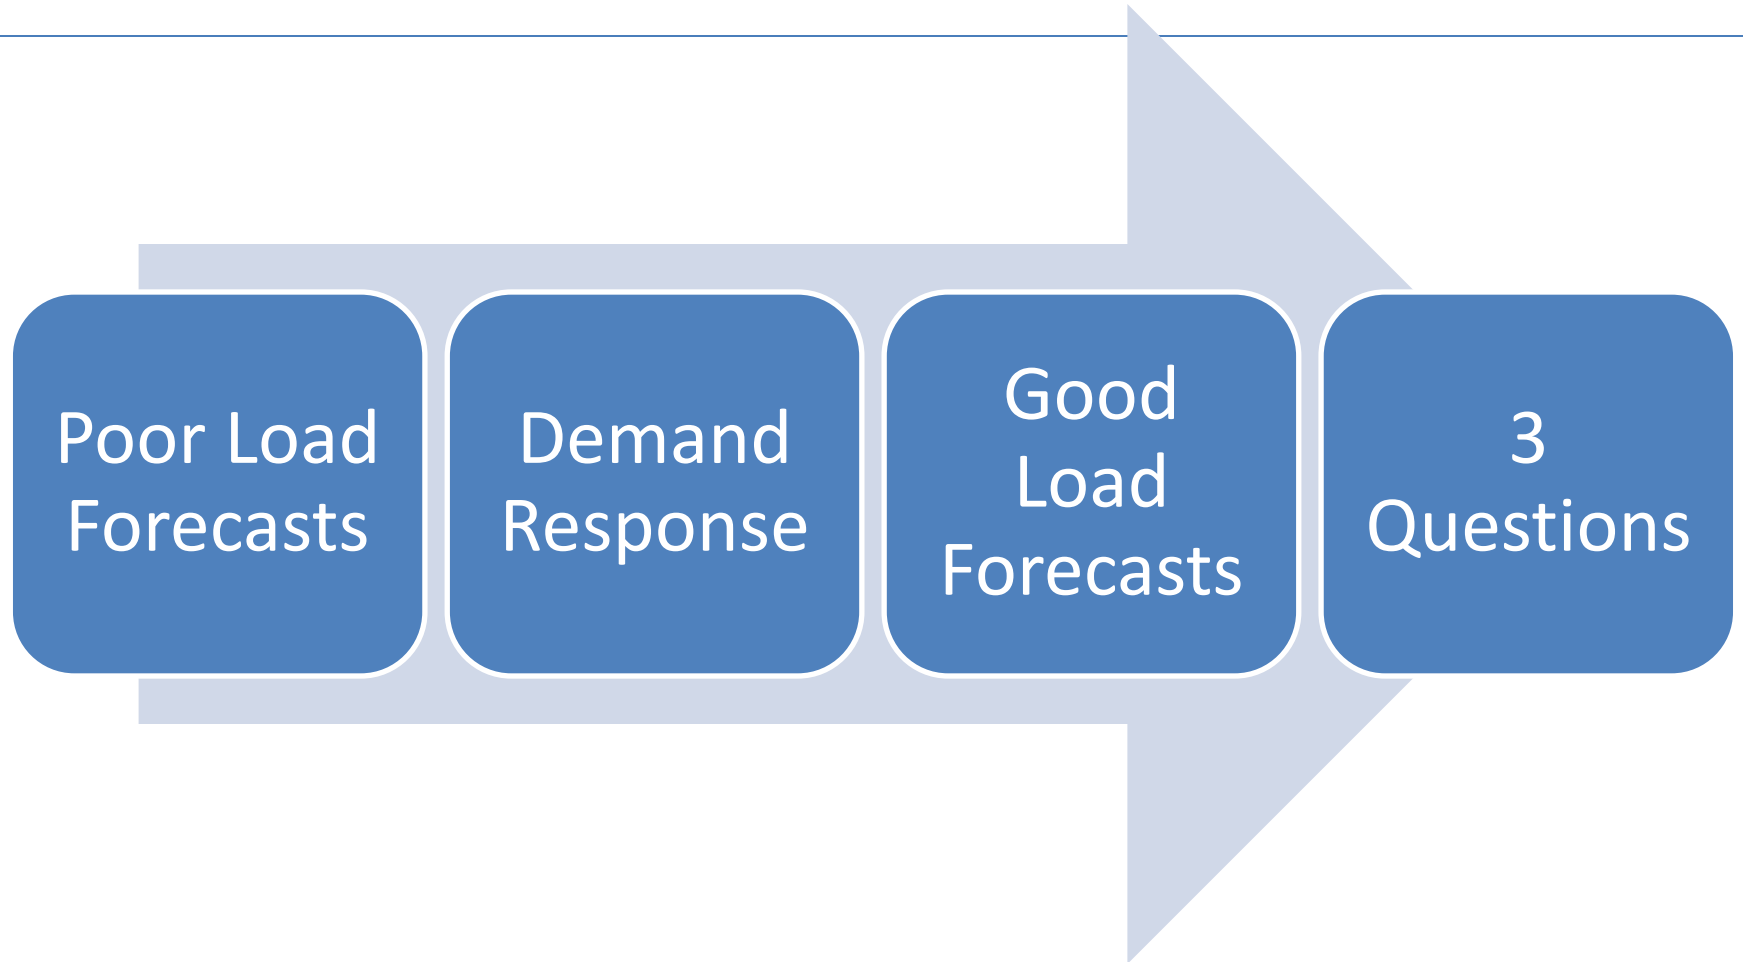 Poor Load
Forecasts
Demand
Response
Good
Load
Forecasts
3
Questions